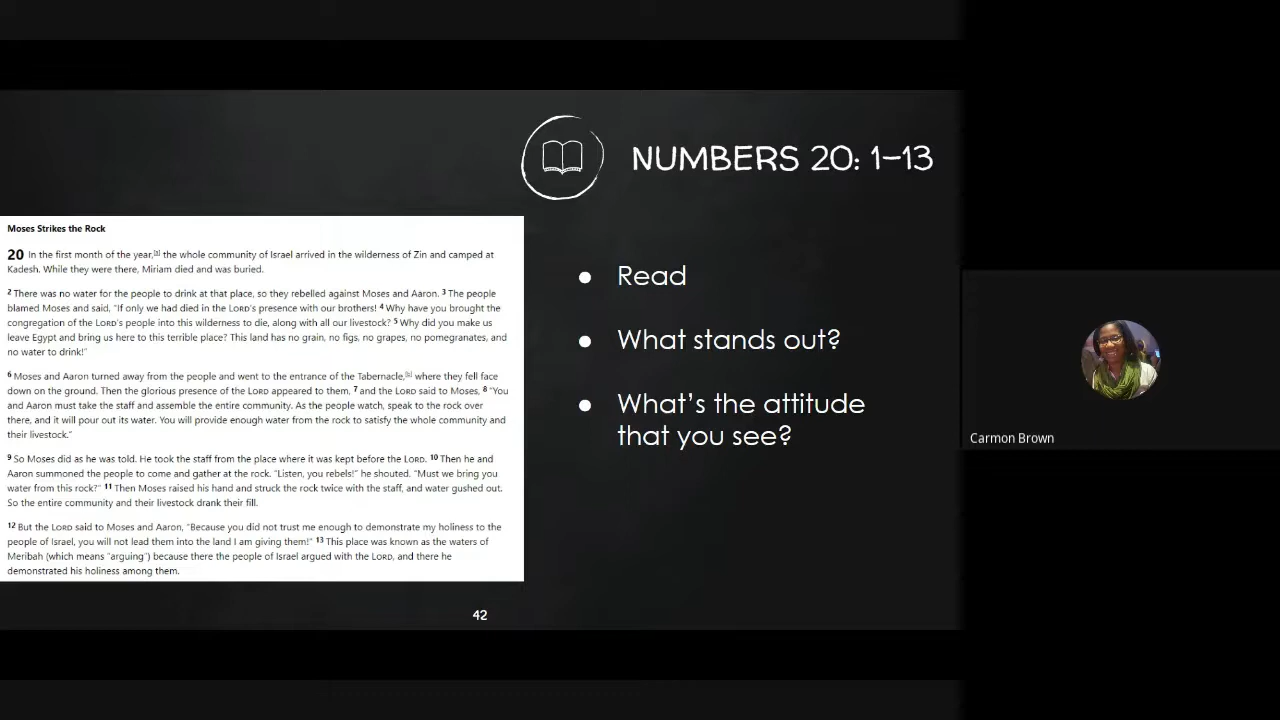 NUMBERS 20: 1–13
Moses Strikes the Rock
20 In the first month of the year,[a] the whole community of Israel arrived in the wilderness of Zin and camped at
Kadesh. While they were there, Miriam died and was buried.
2 There was no water for the people to drink at that place, so they rebelled against Moses and Aaron. 3 The people
blamed Moses and said, "If only we had died in the LORD's presence with our brothers! 4 Why have you brought the
congregation of the LORD's people into this wilderness to die, along with all our livestock? 5 Why did you make us
leave Egypt and bring us here to this terrible place? This land has no grain, no figs, no grapes, no pomegranates, and
no water to drink!"
6 Moses and Aaron turned away from the people and went to the entrance of the Tabernacle,[b] where they fell face
down on the ground. Then the glorious presence of the LORD appeared to them, 7 and the LORD said to Moses, 8 "You
and Aaron must take the staff and assemble the entire community. As the people watch, speak to the rock over
there, and it will pour out its water. You will provide enough water from the rock to satisfy the whole community and
their livestock."
9 So Moses did as he was told. He took the staff from the place where it was kept before the LORD. 10 Then he and
Aaron summoned the people to come and gather at the rock. "Listen, you rebels!" he shouted. "Must we bring you
water from this rock?" 11 Then Moses raised his hand and struck the rock twice with the staff, and water gushed out.
So the entire community and their livestock drank their fill.
12 But the LORD said to Moses and Aaron, "Because you did not trust me enough to demonstrate my holiness to the
people of Israel, you will not lead them into the land I am giving them!" 13 This place was known as the waters of
Meribah (which means "arguing") because there the people of Israel argued with the LORD, and there he
demonstrated his holiness among them.
● Read
● What stands out?
● What's the attitude
that you see?
42
Carmon Brown